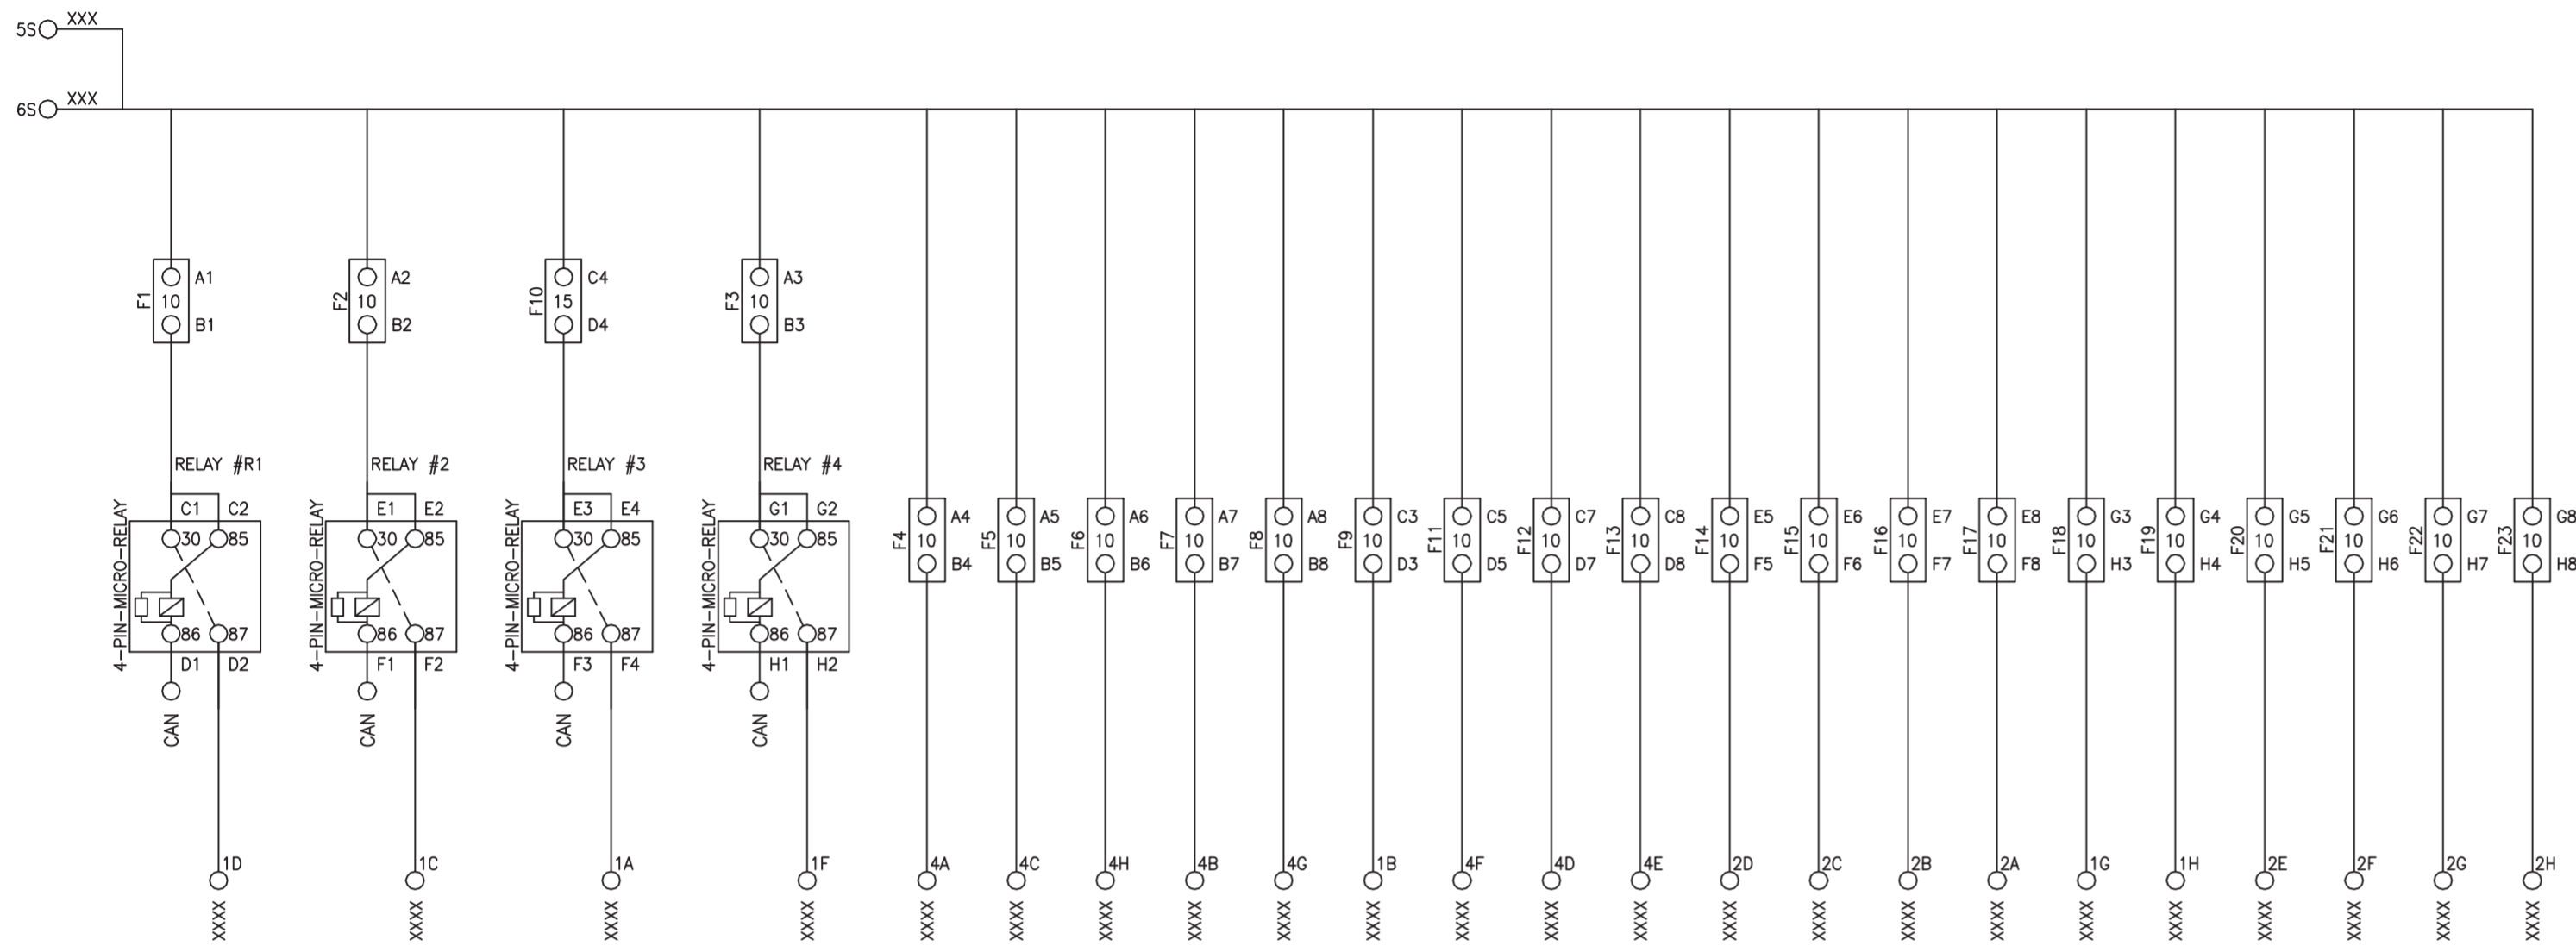 XXX
5S
XXX
6S
F1 10 A1 B1
F2 10 A2 B2
F10 15 C4 D4
F3 10 A3 B3
RELAY #R1
4-PIN-MICRO-RELAY
C1 C2
30 85
86 87
D1 D2
CAN
RELAY #2
4-PIN-MICRO-RELAY
E1 E2
30 85
86 87
F1 F2
CAN
RELAY #3
4-PIN-MICRO-RELAY
E3 E4
30 85
86 87
F3 F4
CAN
RELAY #4
4-PIN-MICRO-RELAY
G1 G2
30 85
86 87
H1 H2
CAN
F4 10 A4 B4
F5 10 A5 B5
F6 10 A6 B6
F7 10 A7 B7
F8 10 A8 B8
F9 10 C3 D3
F11 10 C5 D5
F12 10 C7 D7
F13 10 C8 D8
F14 10 E5 F5
F15 10 E6 F6
F16 10 E7 F7
F17 10 E8 F8
F18 10 G3 H3
F19 10 G4 H4
F20 10 G5 H5
F21 10 G6 H6
F22 10 G7 H7
F23 10 G8 H8
1D 1C 1A 1F 4A 4C 4H 4B 4G 1B 4F 4D 4E 2D 2C 2B 2A 1G 1H 2E 2F 2G 2H
XXXX XXXX XXXX XXXX XXXX XXXX XXXX XXXX XXXX XXXX XXXX XXXX XXXX XXXX XXXX XXXX XXXX XXXX XXXX XXXX XXXX XXXX XXXX